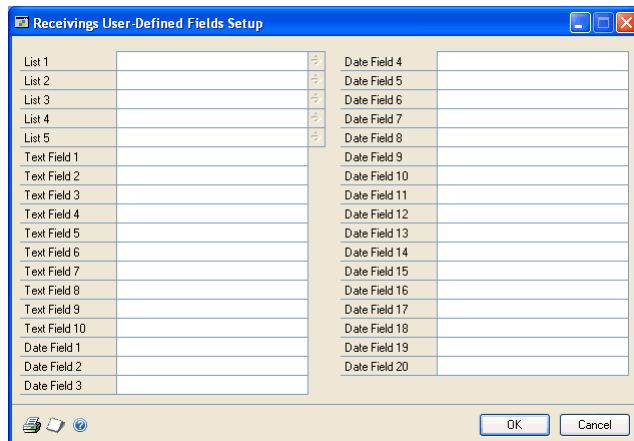 Receivings User-Defined Fields Setup
List 1
List 2
List 3
List 4
List 5
Text Field 1
Text Field 2
Text Field 3
Text Field 4
Text Field 5
Text Field 6
Text Field 7
Text Field 8
Text Field 9
Text Field 10
Date Field 1
Date Field 2
Date Field 3
Date Field 4
Date Field 5
Date Field 6
Date Field 7
Date Field 8
Date Field 9
Date Field 10
Date Field 11
Date Field 12
Date Field 13
Date Field 14
Date Field 15
Date Field 16
Date Field 17
Date Field 18
Date Field 19
Date Field 20
OK
Cancel